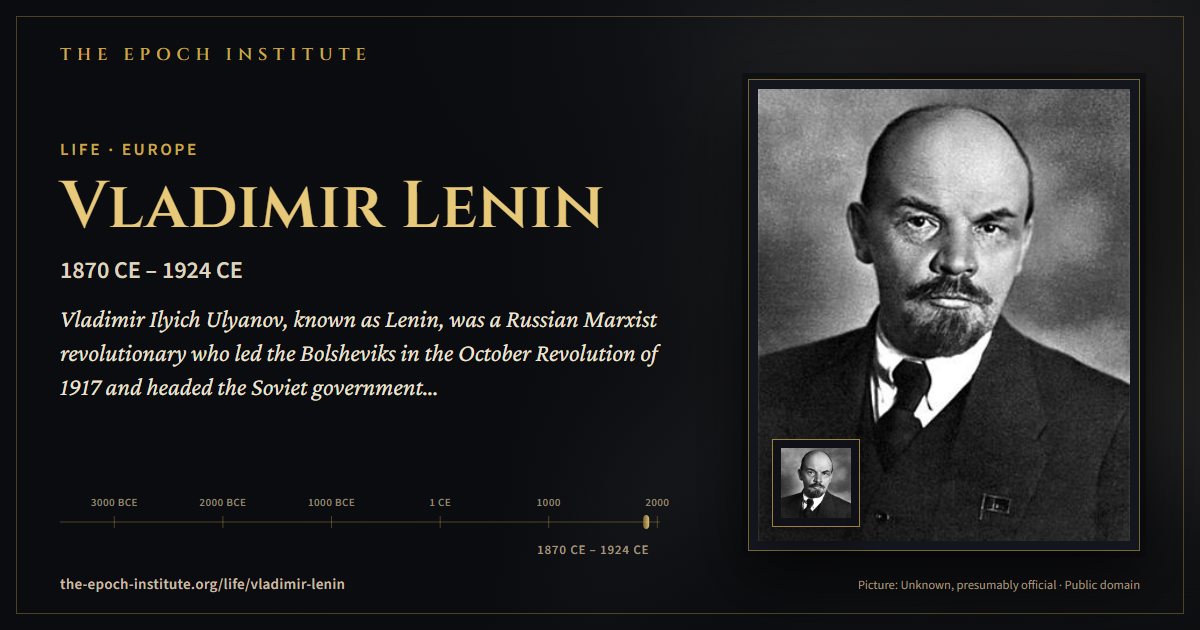 THE EPOCH INSTITUTE
LIFE · EUROPE
VLADIMIR LENIN
1870 CE – 1924 CE
Vladimir Ilyich Ulyanov, known as Lenin, was a Russian Marxist
revolutionary who led the Bolsheviks in the October Revolution of
1917 and headed the Soviet government...
3000 BCE 2000 BCE 1000 BCE 1 CE 1000 2000
1870 CE – 1924 CE
the-epoch-institute.org/life/vladimir-lenin
Picture: Unknown, presumably official · Public domain